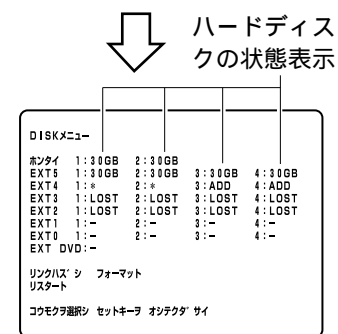 ハードディス
クの状態表示
DISKメニュー
ホンタイ 1:30GB 2:30GB
EXT5 1:30GB 2:30GB 3:30GB 4:30GB
EXT4 1:* 2:* 3:ADD 4:ADD
EXT3 1:LOST 2:LOST 3:LOST 4:LOST
EXT2 1:LOST 2:LOST 3:LOST 4:LOST
EXT1 1:− 2:− 3:− 4:−
EXT0 1:− 2:− 3:− 4:−
EXT DVD:−
リンクハズ゛シ フォーマット
リスタート
コウモクヲ選択シ セットキーヲ オシテクダ゛サイ